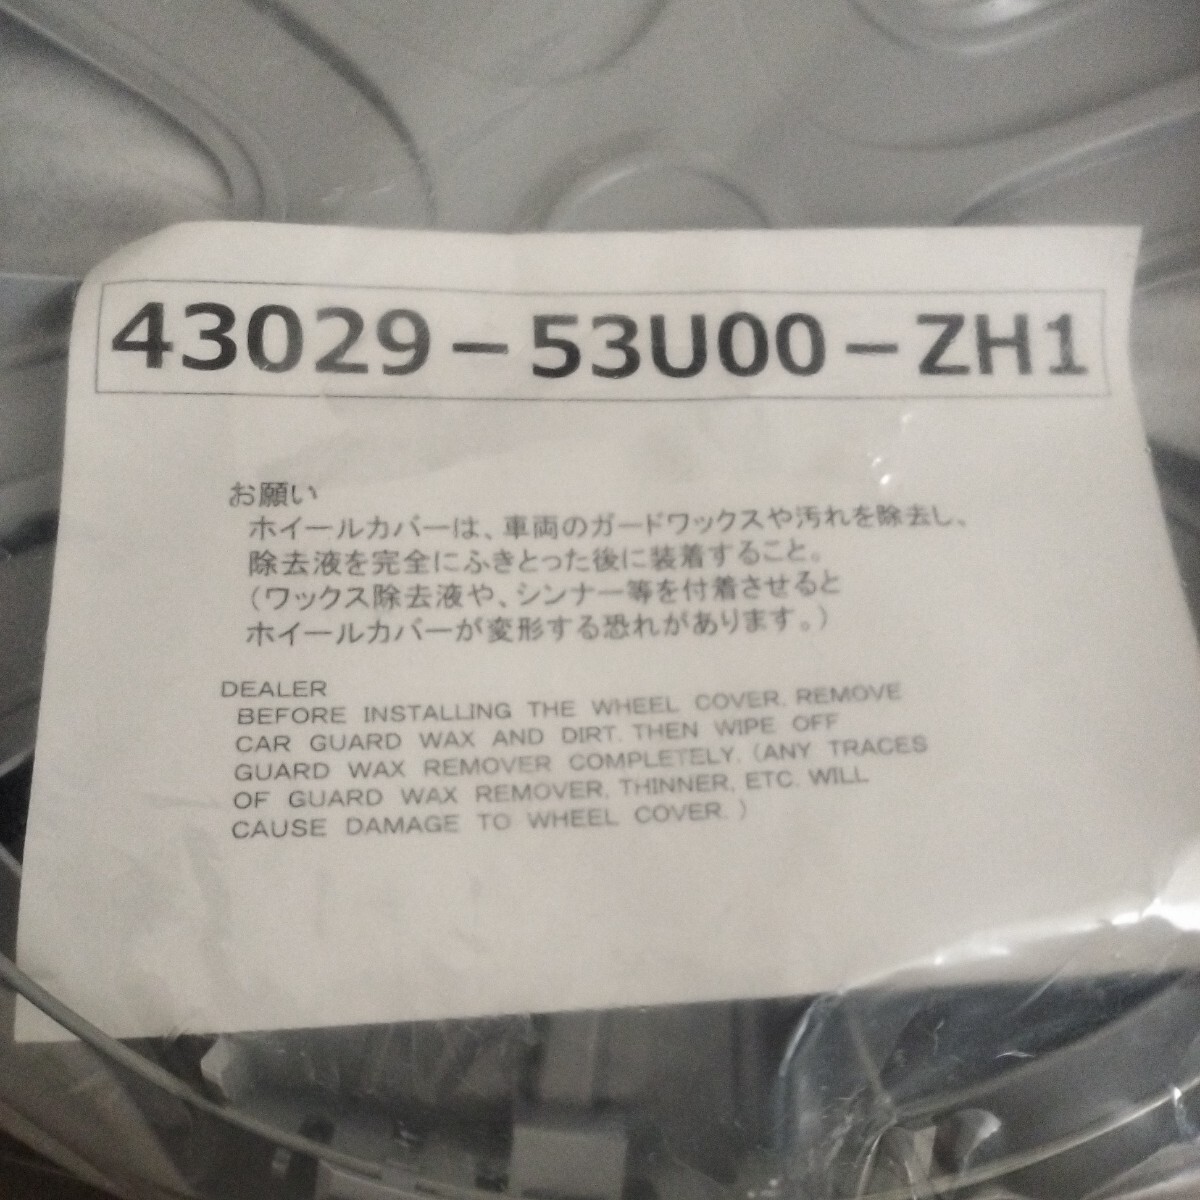 43029-53U00-ZH1
お願い
ホイールカバーは、車両のガードワックスや汚れを除去し、
除去液を完全にふきとった後に装着すること。
(ワックス除去液や、シンナー等を付着させると
ホイールカバーが変形する恐れがあります。)
DEALER
BEFORE INSTALLING THE WHEEL COVER, REMOVE
CAR GUARD WAX AND DIRT. THEN WIPE OFF
GUARD WAX REMOVER COMPLETELY. (ANY TRACES
OF GUARD WAX REMOVER, THINNER, ETC. WILL
CAUSE DAMAGE TO WHEEL COVER. )